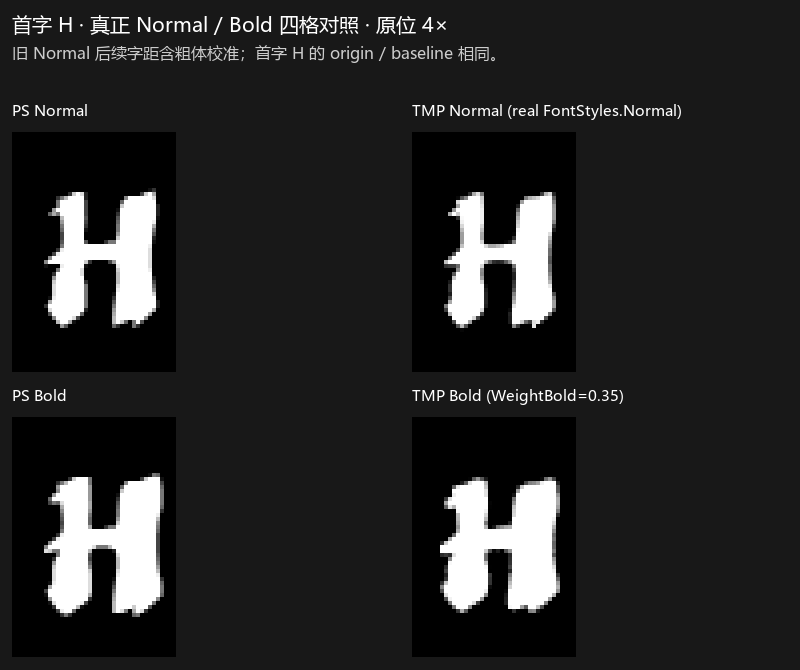 首字 H · 真正 Normal / Bold 四格对照 · 原位 4×
旧 Normal 后续字距含粗体校准；首字 H 的 origin / baseline 相同。
PS Normal
TMP Normal (real FontStyles.Normal)
H
H
PS Bold
TMP Bold (WeightBold=0.35)
H
H